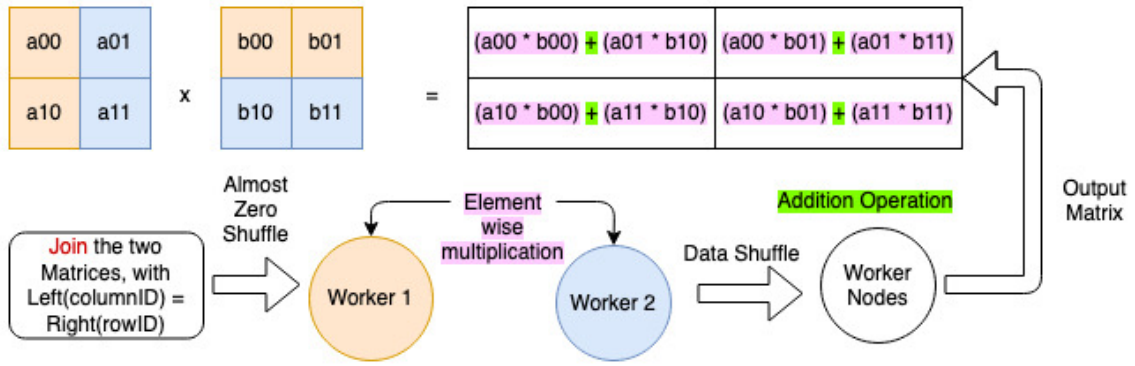 a00 a01
a10 a11
x
b00 b01
b10 b11
=
(a00 * b00) + (a01 * b10) (a00 * b01) + (a01 * b11)
(a10 * b00) + (a11 * b10) (a10 * b01) + (a11 * b11)
Join the two
Matrices, with
Left(columnID) =
Right(rowID)
Almost
Zero
Shuffle
Worker 1
Element
wise
multiplication
Worker 2
Data Shuffle
Addition Operation
Worker
Nodes
Output
Matrix